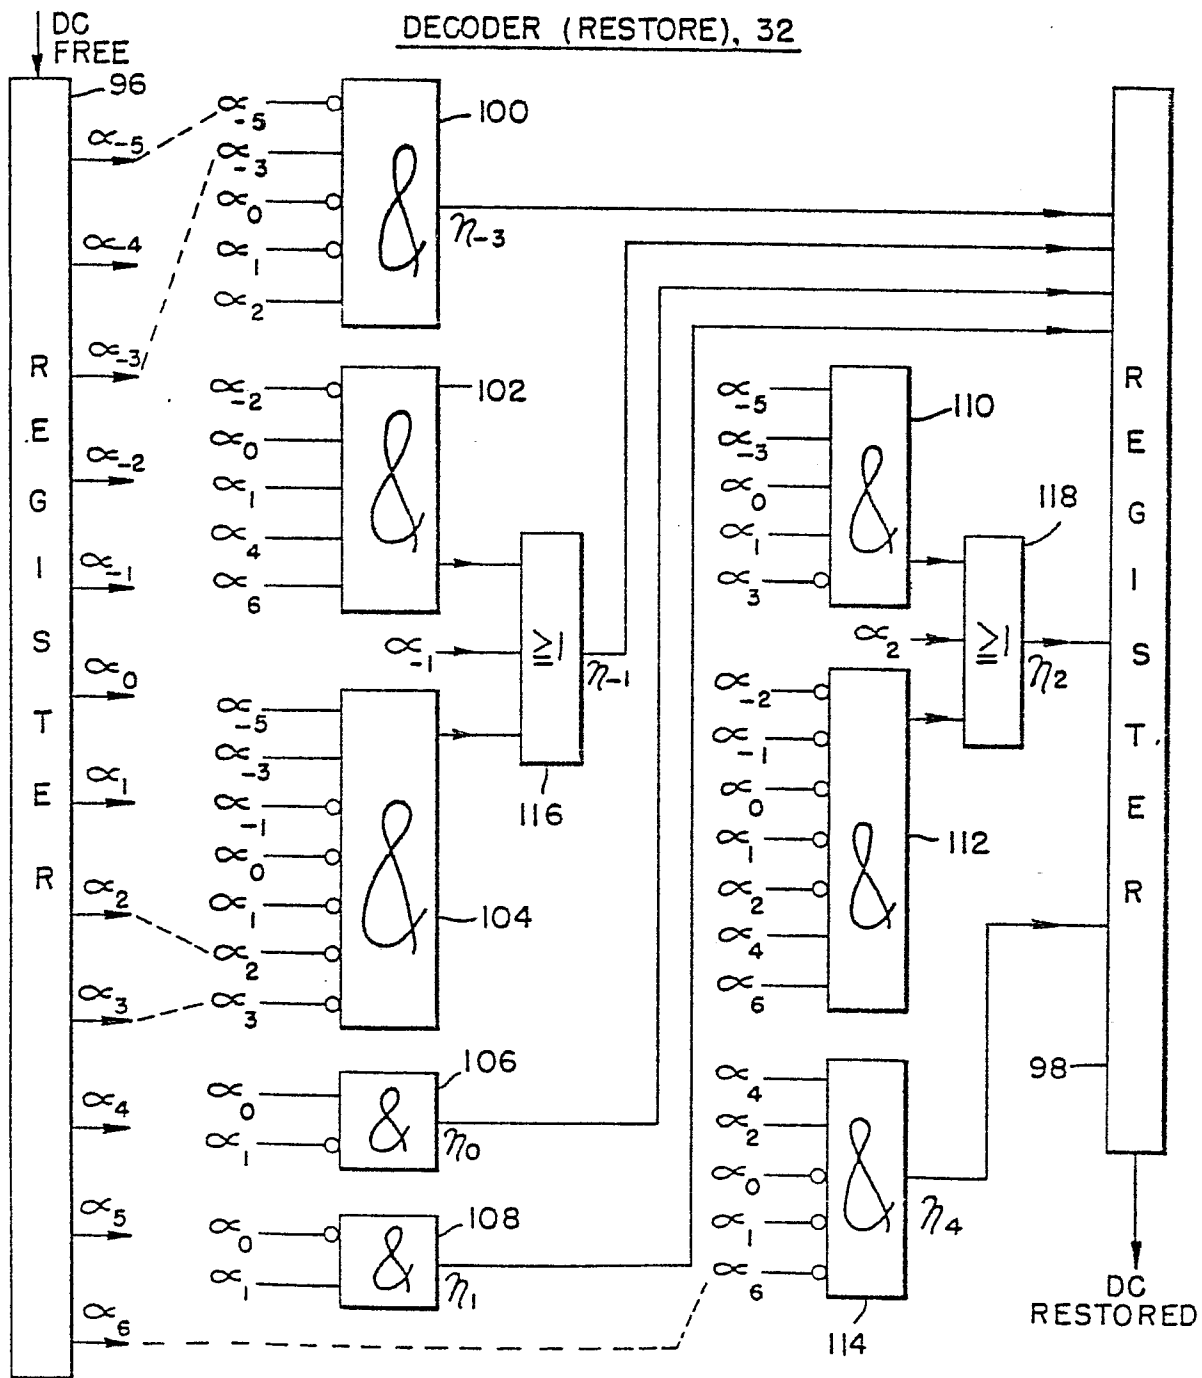 DECODER (RESTORE), 32
DC
FREE
96
REGISTER
α-5
α-4
α-3
α-2
α-1
α0
α1
α2
α3
α4
α5
α6
α-5
α-3
α0
α1
α2
&
100
η-3
α-2
α0
α1
α4
α6
&
102
α-1
≥1
116
η-1
α-5
α-3
α-1
α0
α1
α2
α3
&
104
α0
α1
&
106
η0
α0
α1
&
108
η1
α-5
α-3
α0
α1
α3
&
110
α2
≥1
118
η2
α-2
α-1
α0
α1
α2
α4
α6
&
112
α4
α2
α0
α1
α6
&
114
η4
REGISTER
98
DC
RESTORED